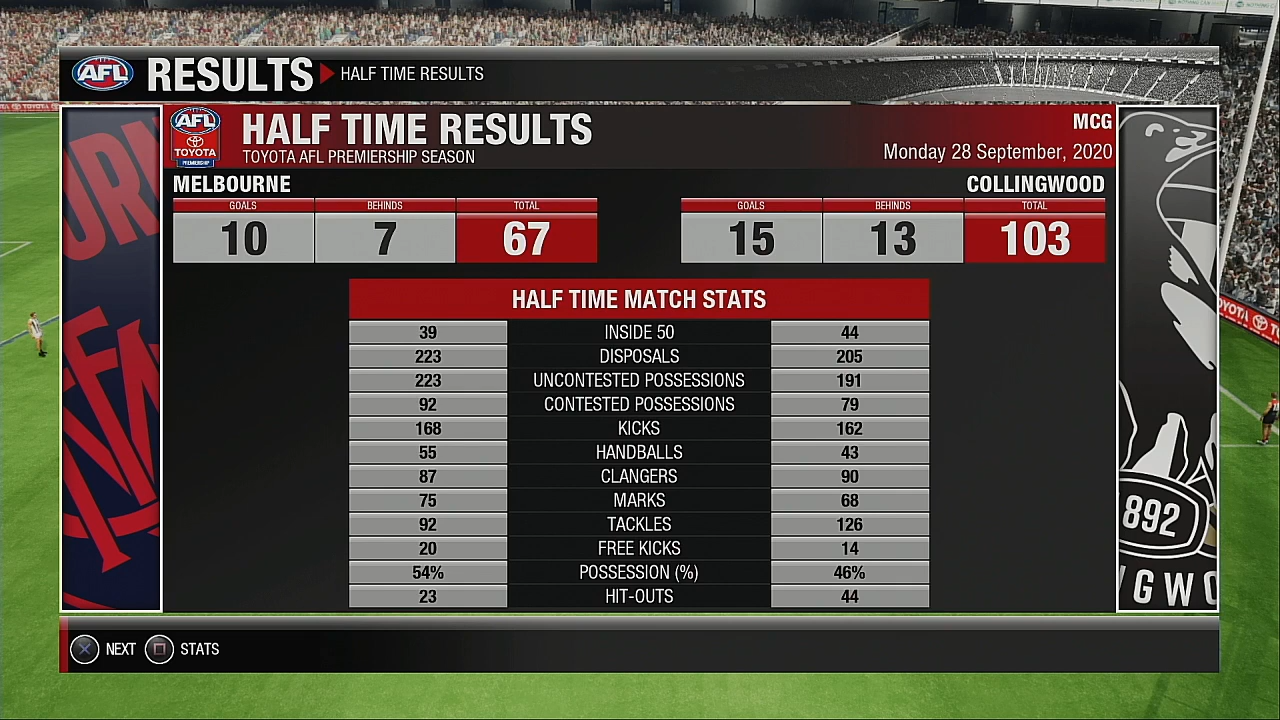 AFL RESULTS HALF TIME RESULTS
AFL TOYOTA PREMIERSHIP
HALF TIME RESULTS
TOYOTA AFL PREMIERSHIP SEASON
MCG
Monday 28 September, 2020
MELBOURNE
COLLINGWOOD
GOALS BEHINDS TOTAL GOALS BEHINDS TOTAL
10 7 67 15 13 103
HALF TIME MATCH STATS
39 INSIDE 50 44
223 DISPOSALS 205
223 UNCONTESTED POSSESSIONS 191
92 CONTESTED POSSESSIONS 79
168 KICKS 162
55 HANDBALLS 43
87 CLANGERS 90
75 MARKS 68
92 TACKLES 126
20 FREE KICKS 14
54% POSSESSION (%) 46%
23 HIT-OUTS 44
892
GWO
TOYOTA
NEXT STATS